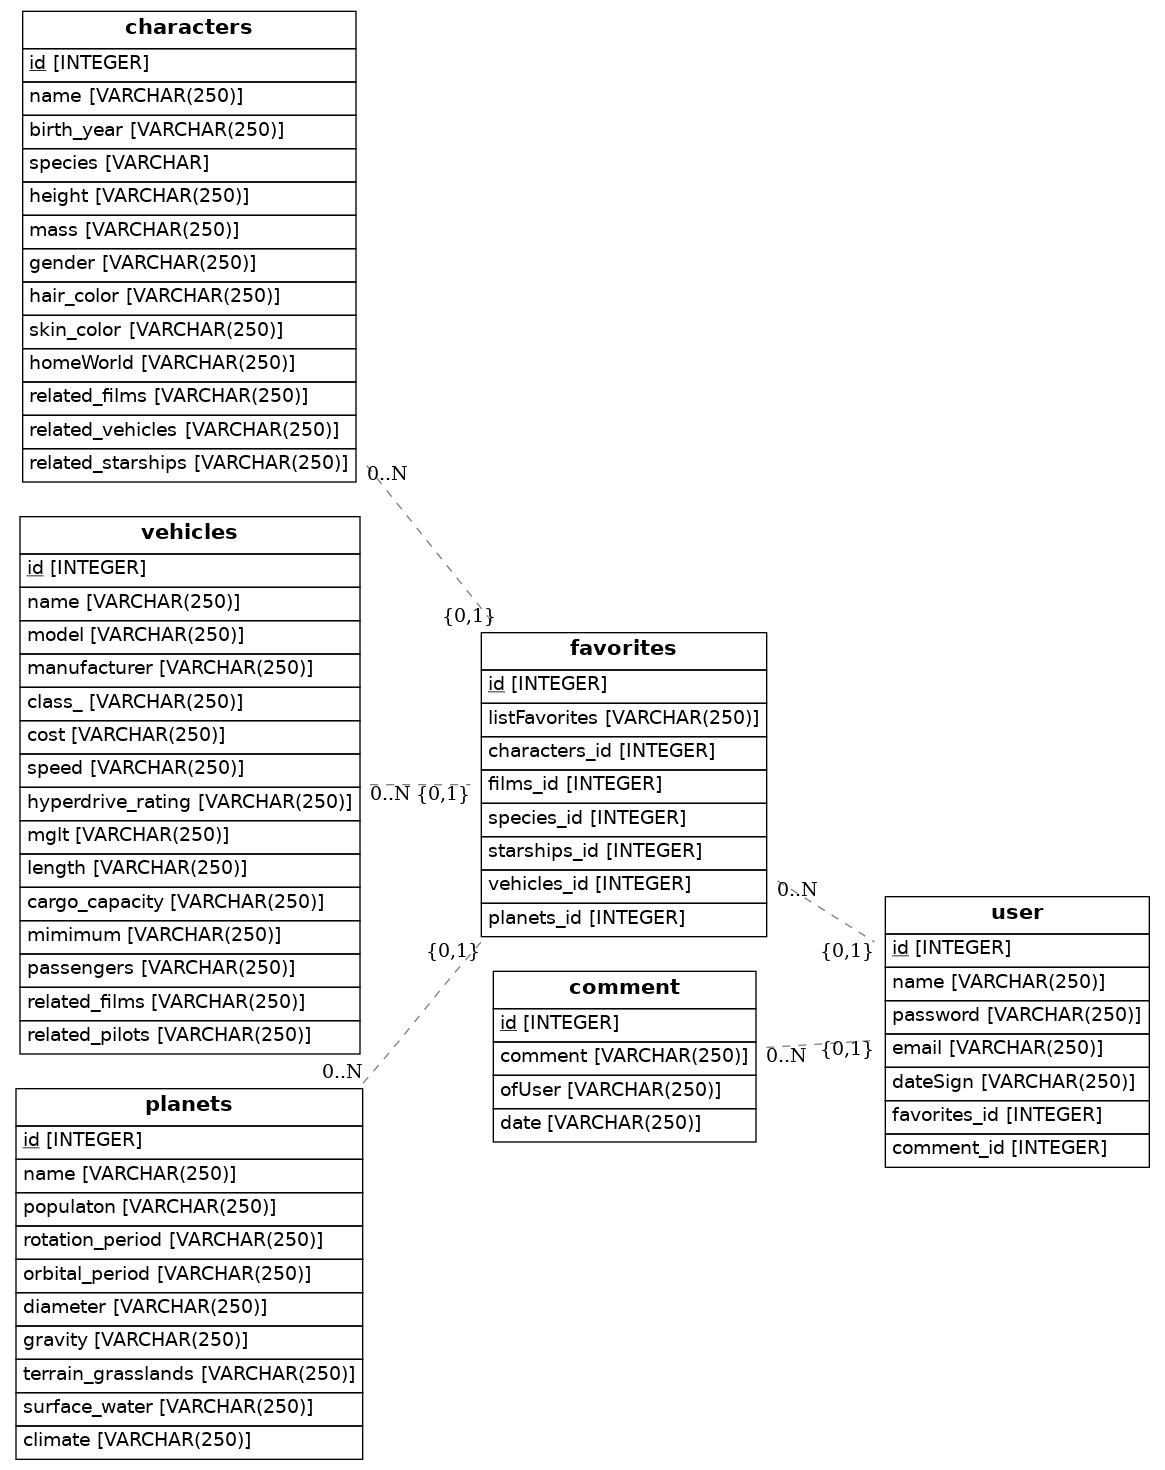 characters
id [INTEGER]
name [VARCHAR(250)]
birth_year [VARCHAR(250)]
species [VARCHAR]
height [VARCHAR(250)]
mass [VARCHAR(250)]
gender [VARCHAR(250)]
hair_color [VARCHAR(250)]
skin_color [VARCHAR(250)]
homeWorld [VARCHAR(250)]
related_films [VARCHAR(250)]
related_vehicles [VARCHAR(250)]
related_starships [VARCHAR(250)]
0..N
{0,1}
vehicles
id [INTEGER]
name [VARCHAR(250)]
model [VARCHAR(250)]
manufacturer [VARCHAR(250)]
class_ [VARCHAR(250)]
cost [VARCHAR(250)]
speed [VARCHAR(250)]
hyperdrive_rating [VARCHAR(250)]
mglt [VARCHAR(250)]
length [VARCHAR(250)]
cargo_capacity [VARCHAR(250)]
mimimum [VARCHAR(250)]
passengers [VARCHAR(250)]
related_films [VARCHAR(250)]
related_pilots [VARCHAR(250)]
0..N {0,1}
favorites
id [INTEGER]
listFavorites [VARCHAR(250)]
characters_id [INTEGER]
films_id [INTEGER]
species_id [INTEGER]
starships_id [INTEGER]
vehicles_id [INTEGER]
planets_id [INTEGER]
0..N
{0,1}
{0,1}
0..N
planets
id [INTEGER]
name [VARCHAR(250)]
populaton [VARCHAR(250)]
rotation_period [VARCHAR(250)]
orbital_period [VARCHAR(250)]
diameter [VARCHAR(250)]
gravity [VARCHAR(250)]
terrain_grasslands [VARCHAR(250)]
surface_water [VARCHAR(250)]
climate [VARCHAR(250)]
comment
id [INTEGER]
comment [VARCHAR(250)]
ofUser [VARCHAR(250)]
date [VARCHAR(250)]
0..N {0,1}
user
id [INTEGER]
name [VARCHAR(250)]
password [VARCHAR(250)]
email [VARCHAR(250)]
dateSign [VARCHAR(250)]
favorites_id [INTEGER]
comment_id [INTEGER]